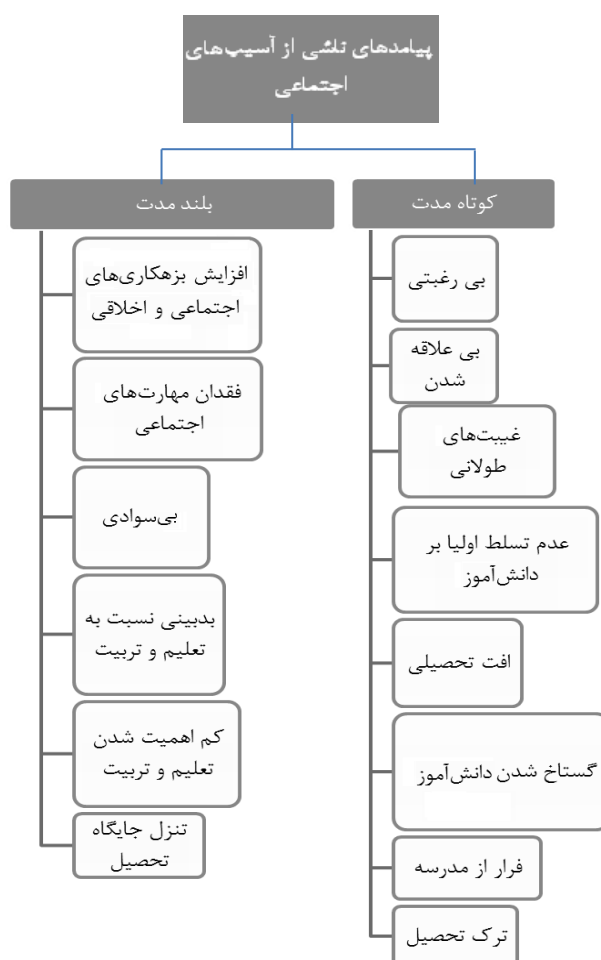 پیامدهای ناشی از آسیب‌های
اجتماعی
کوتاه مدت
بی رغبتی
بی علاقه
شدن
غیبت‌های
طولانی
عدم تسلط اولیا بر
دانش‌آموز
افت تحصیلی
گستاخ شدن دانش‌آموز
فرار از مدرسه
ترک تحصیل
بلند مدت
افزایش بزهکاری‌های
اجتماعی و اخلاقی
فقدان مهارت‌های
اجتماعی
بی‌سوادی
بدبینی نسبت به
تعلیم و تربیت
کم اهمیت شدن
تعلیم و تربیت
تنزل جایگاه
تحصیل